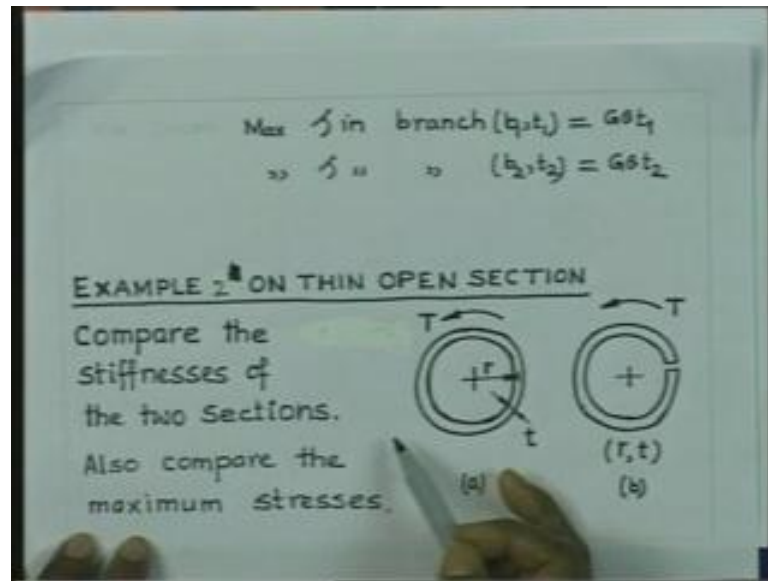 Max ʃ in branch (b₁,t₁) = Gθt₁
„ ʃ „ „ (b₂,t₂) = Gθt₂
EXAMPLE 2 ON THIN OPEN SECTION
Compare the
stiffnesses of
the two sections.
Also compare the
maximum stresses.
T
r
t
(a)
T
(r,t)
(b)